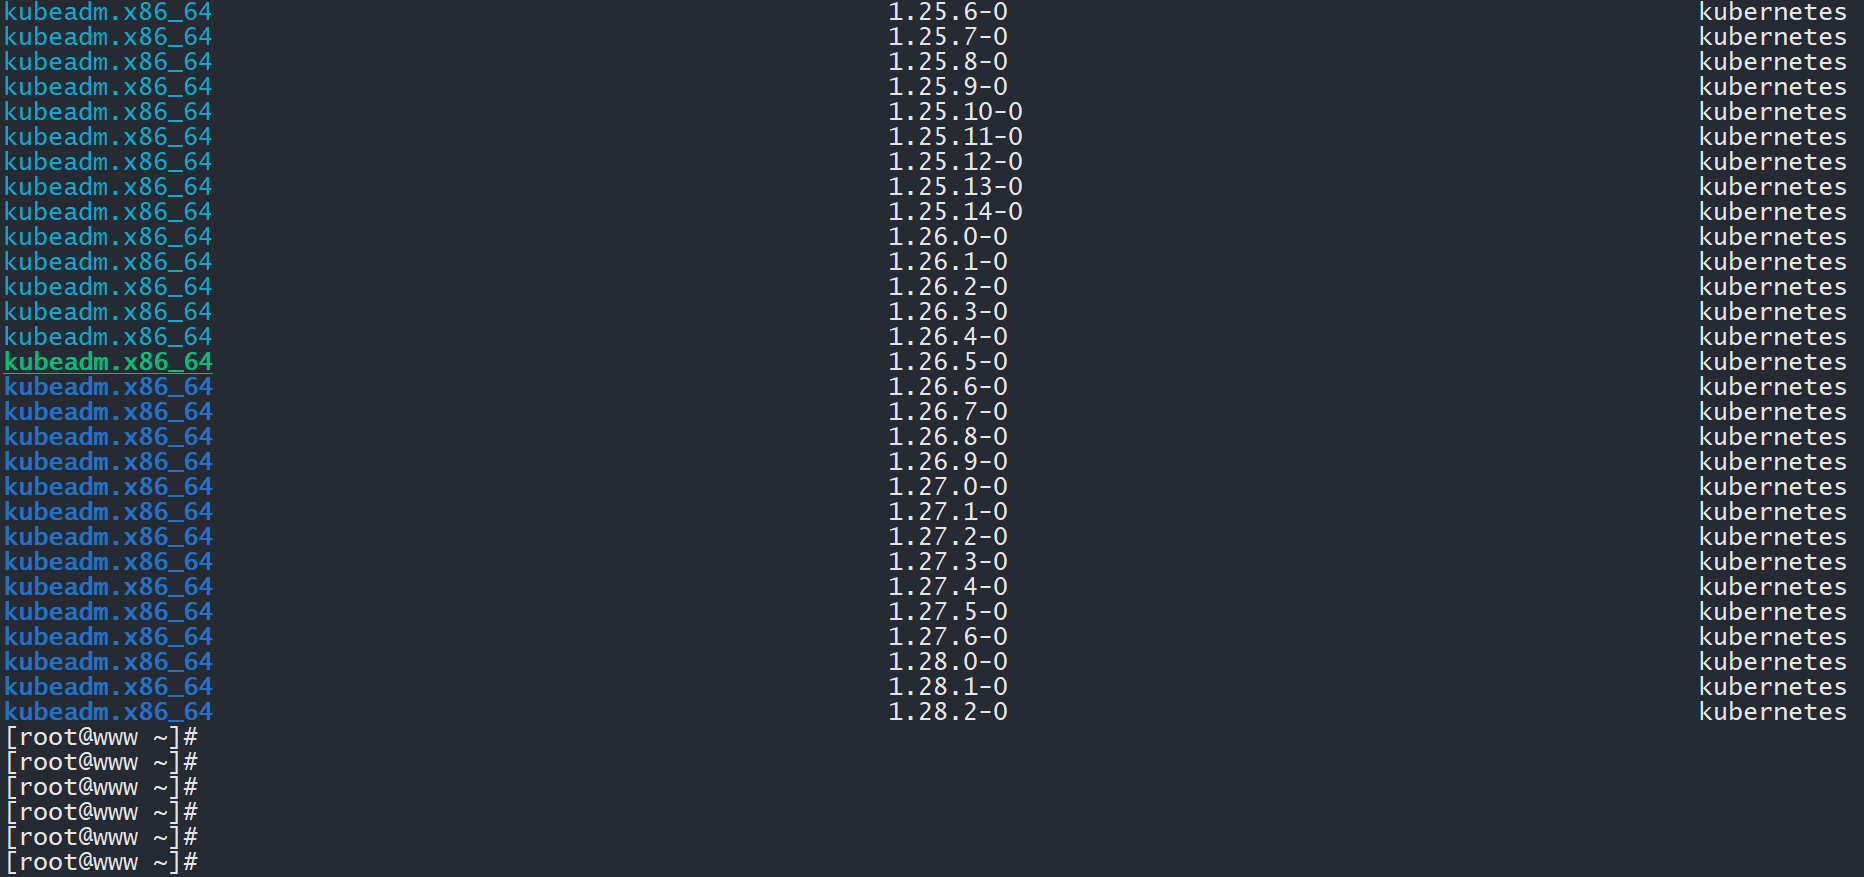 kubeadm.x86_64 1.25.6-0 kubernetes
kubeadm.x86_64 1.25.7-0 kubernetes
kubeadm.x86_64 1.25.8-0 kubernetes
kubeadm.x86_64 1.25.9-0 kubernetes
kubeadm.x86_64 1.25.10-0 kubernetes
kubeadm.x86_64 1.25.11-0 kubernetes
kubeadm.x86_64 1.25.12-0 kubernetes
kubeadm.x86_64 1.25.13-0 kubernetes
kubeadm.x86_64 1.25.14-0 kubernetes
kubeadm.x86_64 1.26.0-0 kubernetes
kubeadm.x86_64 1.26.1-0 kubernetes
kubeadm.x86_64 1.26.2-0 kubernetes
kubeadm.x86_64 1.26.3-0 kubernetes
kubeadm.x86_64 1.26.4-0 kubernetes
kubeadm.x86_64 1.26.5-0 kubernetes
kubeadm.x86_64 1.26.6-0 kubernetes
kubeadm.x86_64 1.26.7-0 kubernetes
kubeadm.x86_64 1.26.8-0 kubernetes
kubeadm.x86_64 1.26.9-0 kubernetes
kubeadm.x86_64 1.27.0-0 kubernetes
kubeadm.x86_64 1.27.1-0 kubernetes
kubeadm.x86_64 1.27.2-0 kubernetes
kubeadm.x86_64 1.27.3-0 kubernetes
kubeadm.x86_64 1.27.4-0 kubernetes
kubeadm.x86_64 1.27.5-0 kubernetes
kubeadm.x86_64 1.27.6-0 kubernetes
kubeadm.x86_64 1.28.0-0 kubernetes
kubeadm.x86_64 1.28.1-0 kubernetes
kubeadm.x86_64 1.28.2-0 kubernetes
[root@www ~]#
[root@www ~]#
[root@www ~]#
[root@www ~]#
[root@www ~]#
[root@www ~]#